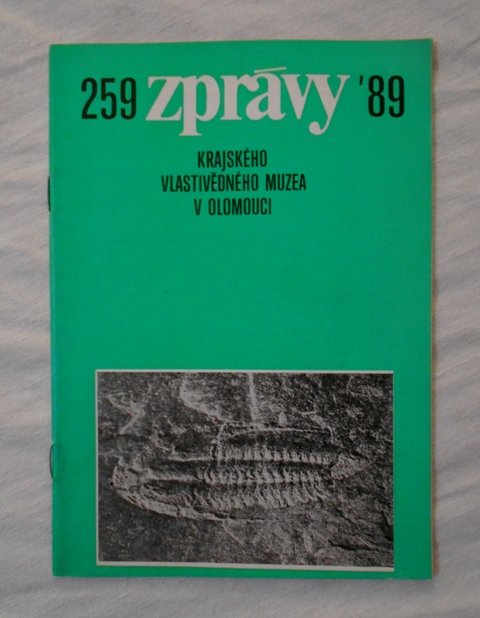 259 zprávy '89
KRAJSKÉHO
VLASTIVĚDNÉHO MUZEA
V OLOMOUCI